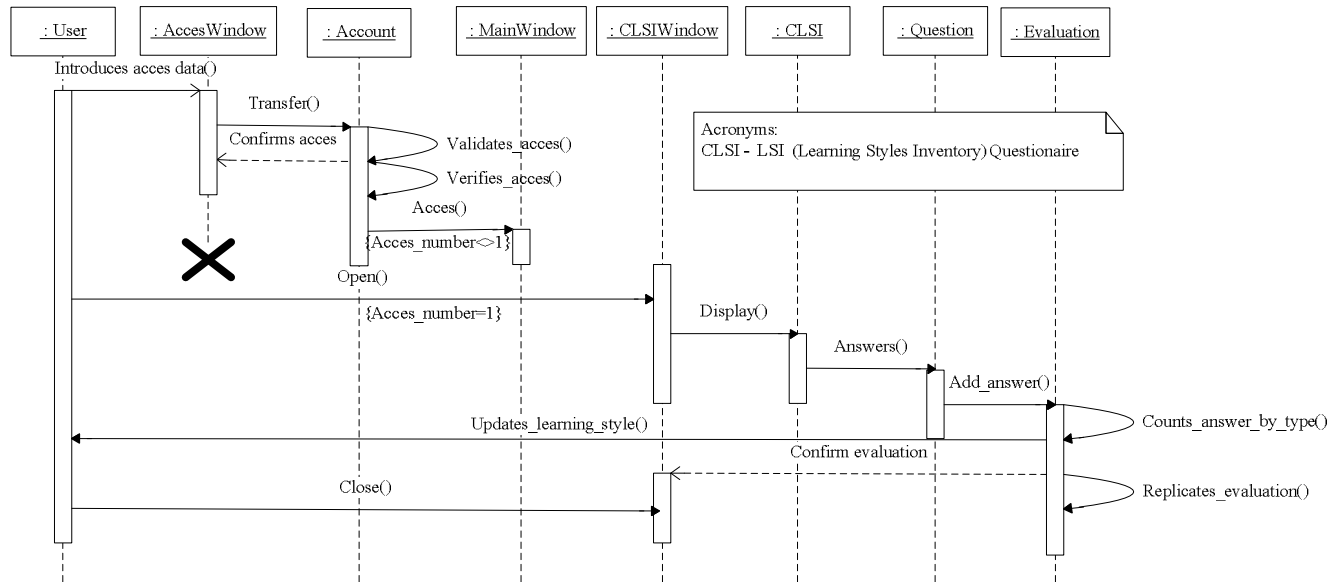 : User
: AccesWindow
: Account
: MainWindow
: CLSIWindow
: CLSI
: Question
: Evaluation
Introduces acces data()
Transfer()
Confirms acces
Validates_acces()
Verifies_acces()
Acronyms:
CLSI - LSI (Learning Styles Inventory) Questionaire
Acces()
{Acces_number<>1}
Open()
{Acces_number=1}
Display()
Answers()
Add_answer()
Counts_answer_by_type()
Updates_learning_style()
Confirm evaluation
Close()
Replicates_evaluation()